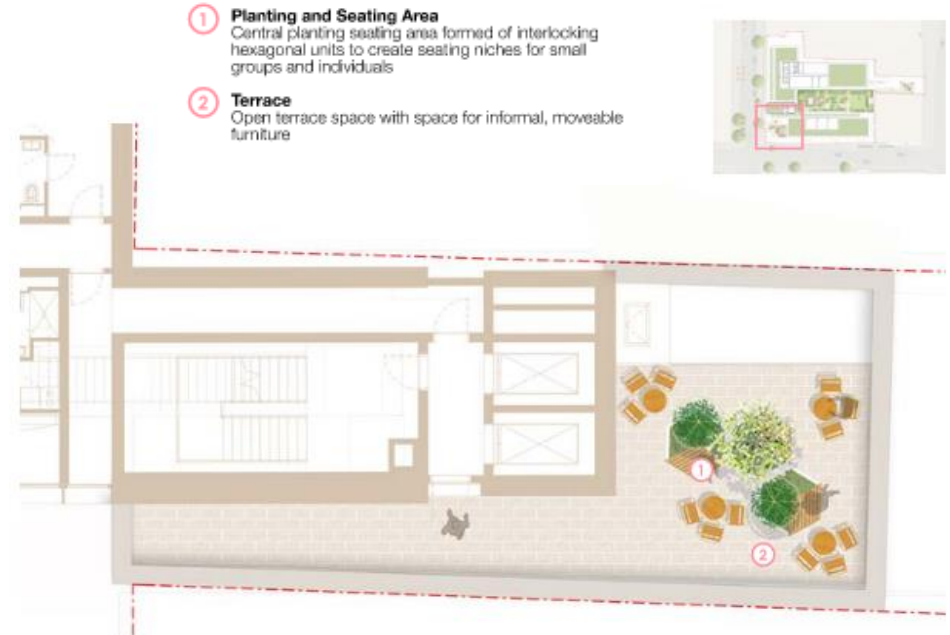 1 Planting and Seating Area
Central planting seating area formed of interlocking
hexagonal units to create seating niches for small
groups and individuals
2 Terrace
Open terrace space with space for informal, moveable
furniture
1
2